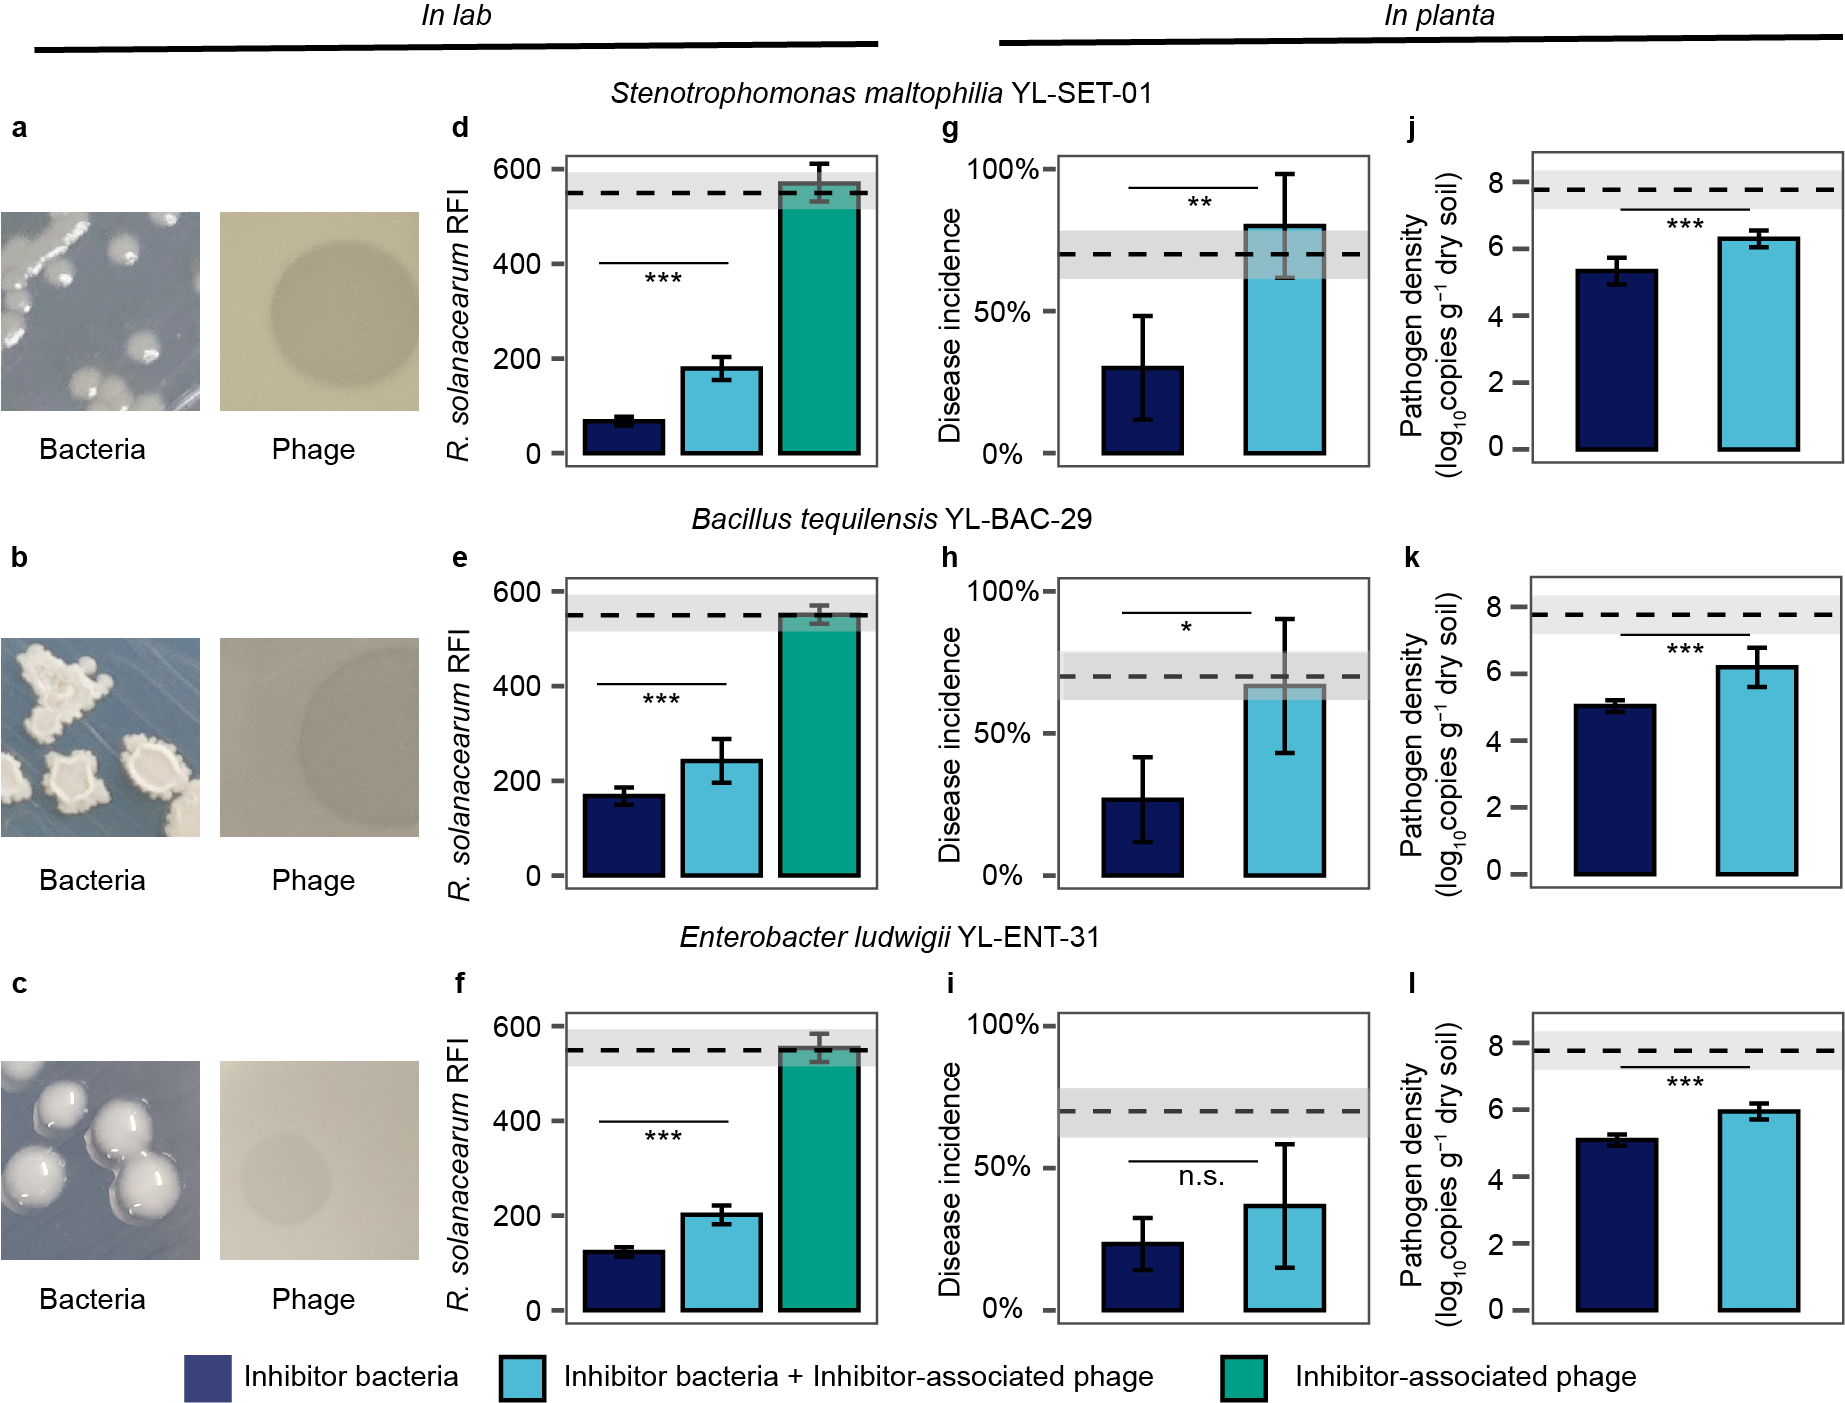 In lab
In planta
Stenotrophomonas maltophilia YL-SET-01
a
Bacteria
Phage
d
R. solanacearum RFI
600
400
200
0
***
g
Disease incidence
100%
50%
0%
**
j
Pathogen density
(log10copies g−1 dry soil)
8
6
4
2
0
***
Bacillus tequilensis YL-BAC-29
b
Bacteria
Phage
e
R. solanacearum RFI
600
400
200
0
***
h
Disease incidence
100%
50%
0%
*
k
Pathogen density
(log10copies g−1 dry soil)
8
6
4
2
0
***
Enterobacter ludwigii YL-ENT-31
c
Bacteria
Phage
f
R. solanacearum RFI
600
400
200
0
***
i
Disease incidence
100%
50%
0%
n.s.
l
Pathogen density
(log10copies g−1 dry soil)
8
6
4
2
0
***
Inhibitor bacteria
Inhibitor bacteria + Inhibitor-associated phage
Inhibitor-associated phage